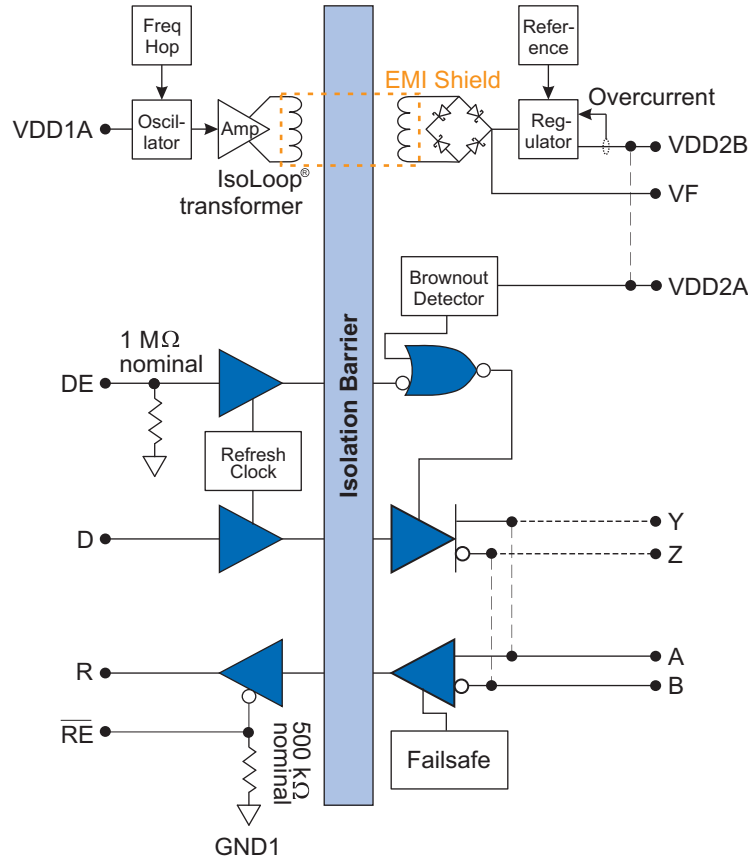 Freq
Hop
Refer-
ence
EMI Shield
Overcurrent
VDD1A
Oscil-
lator
Amp
Reg-
ulator
VDD2B
IsoLoop®
transformer
VF
Brownout
Detector
VDD2A
1 MΩ
nominal
DE
Isolation Barrier
Refresh
Clock
D
Y
Z
R
A
B
RE
500 kΩ
nominal
Failsafe
GND1